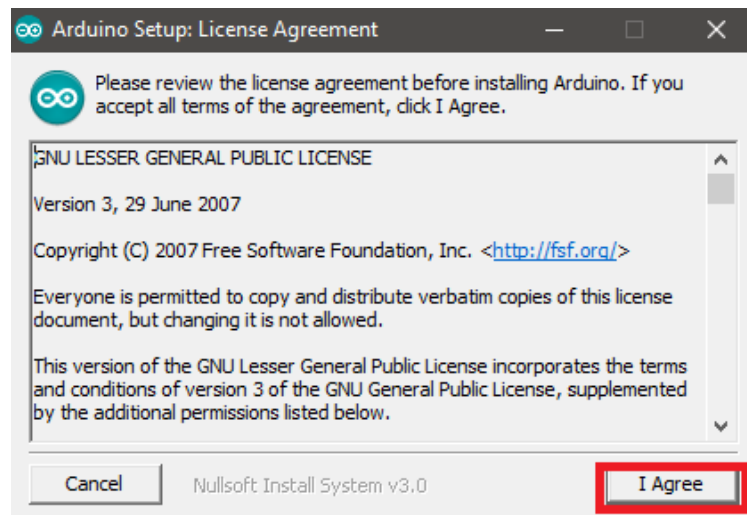 Arduino Setup: License Agreement
Please review the license agreement before installing Arduino. If you
accept all terms of the agreement, click I Agree.
GNU LESSER GENERAL PUBLIC LICENSE
Version 3, 29 June 2007
Copyright (C) 2007 Free Software Foundation, Inc. <http://fsf.org/>
Everyone is permitted to copy and distribute verbatim copies of this license
document, but changing it is not allowed.
This version of the GNU Lesser General Public License incorporates the terms
and conditions of version 3 of the GNU General Public License, supplemented
by the additional permissions listed below.
Cancel
Nullsoft Install System v3.0
I Agree